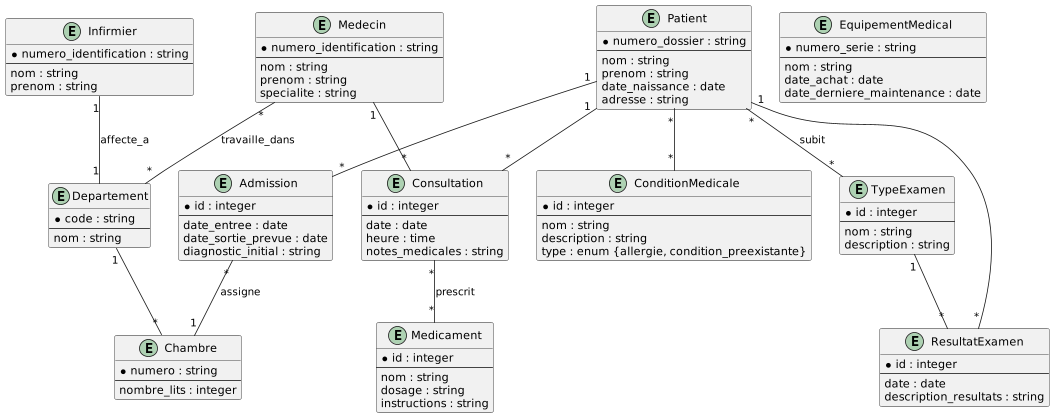 E Infirmier
* numero_identification : string
nom : string
prenom : string
E Medecin
* numero_identification : string
nom : string
prenom : string
specialite : string
E Patient
* numero_dossier : string
nom : string
prenom : string
date_naissance : date
adresse : string
E EquipementMedical
* numero_serie : string
nom : string
date_achat : date
date_derniere_maintenance : date
1
affecte_a
1
*
travaille_dans
*
1
*
1
*
1
*
*
*
*
subit
*
1
*
E Departement
* code : string
nom : string
E Admission
* id : integer
date_entree : date
date_sortie_prevue : date
diagnostic_initial : string
E Consultation
* id : integer
date : date
heure : time
notes_medicales : string
E ConditionMedicale
* id : integer
nom : string
description : string
type : enum {allergie, condition_preexistante}
E TypeExamen
* id : integer
nom : string
description : string
1
*
*
assigne
1
*
prescrit
*
1
*
E Chambre
* numero : string
nombre_lits : integer
E Medicament
* id : integer
nom : string
dosage : string
instructions : string
E ResultatExamen
* id : integer
date : date
description_resultats : string